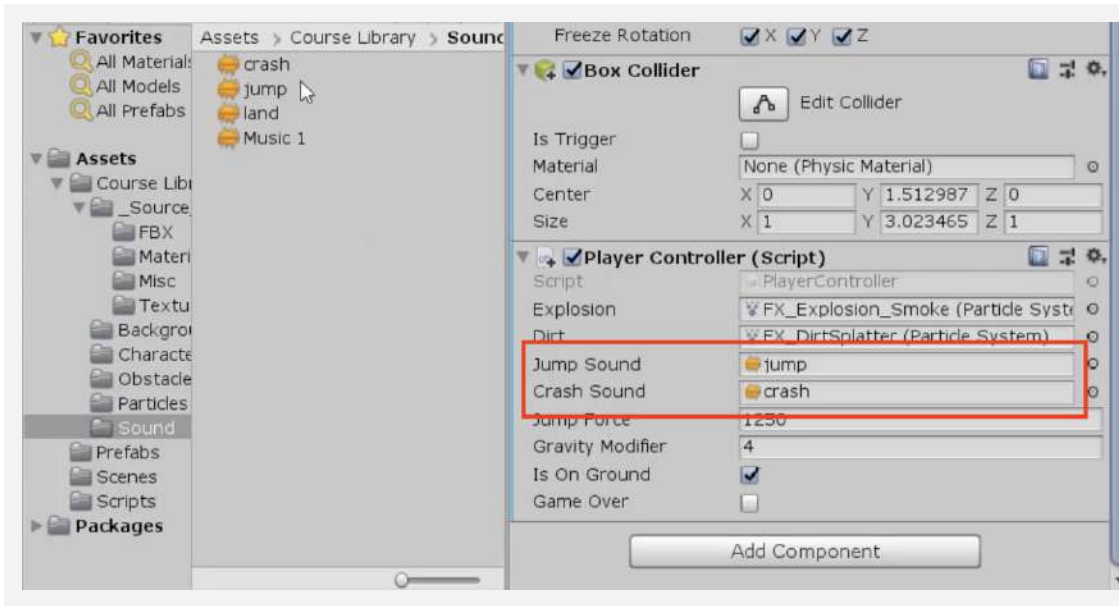 Favorites
All Material
All Models
All Prefabs
Assets
Course Libr
_Source
FBX
Materi
Misc
Textu
Backgrou
Characte
Obstacle
Particles
Sound
Prefabs
Scenes
Scripts
Packages
Assets > Course Library > Sound
crash
jump
land
Music 1
Freeze Rotation X Y Z
Box Collider
Edit Collider
Is Trigger
Material None (Physic Material)
Center X 0 Y 1.512987 Z 0
Size X 1 Y 3.023465 Z 1
Player Controller (Script)
Script PlayerController
Explosion FX_Explosion_Smoke (Particle Syste
Dirt FX_DirtSplatter (Particle System)
Jump Sound jump
Crash Sound crash
Jump Force 1250
Gravity Modifier 4
Is On Ground
Game Over
Add Component